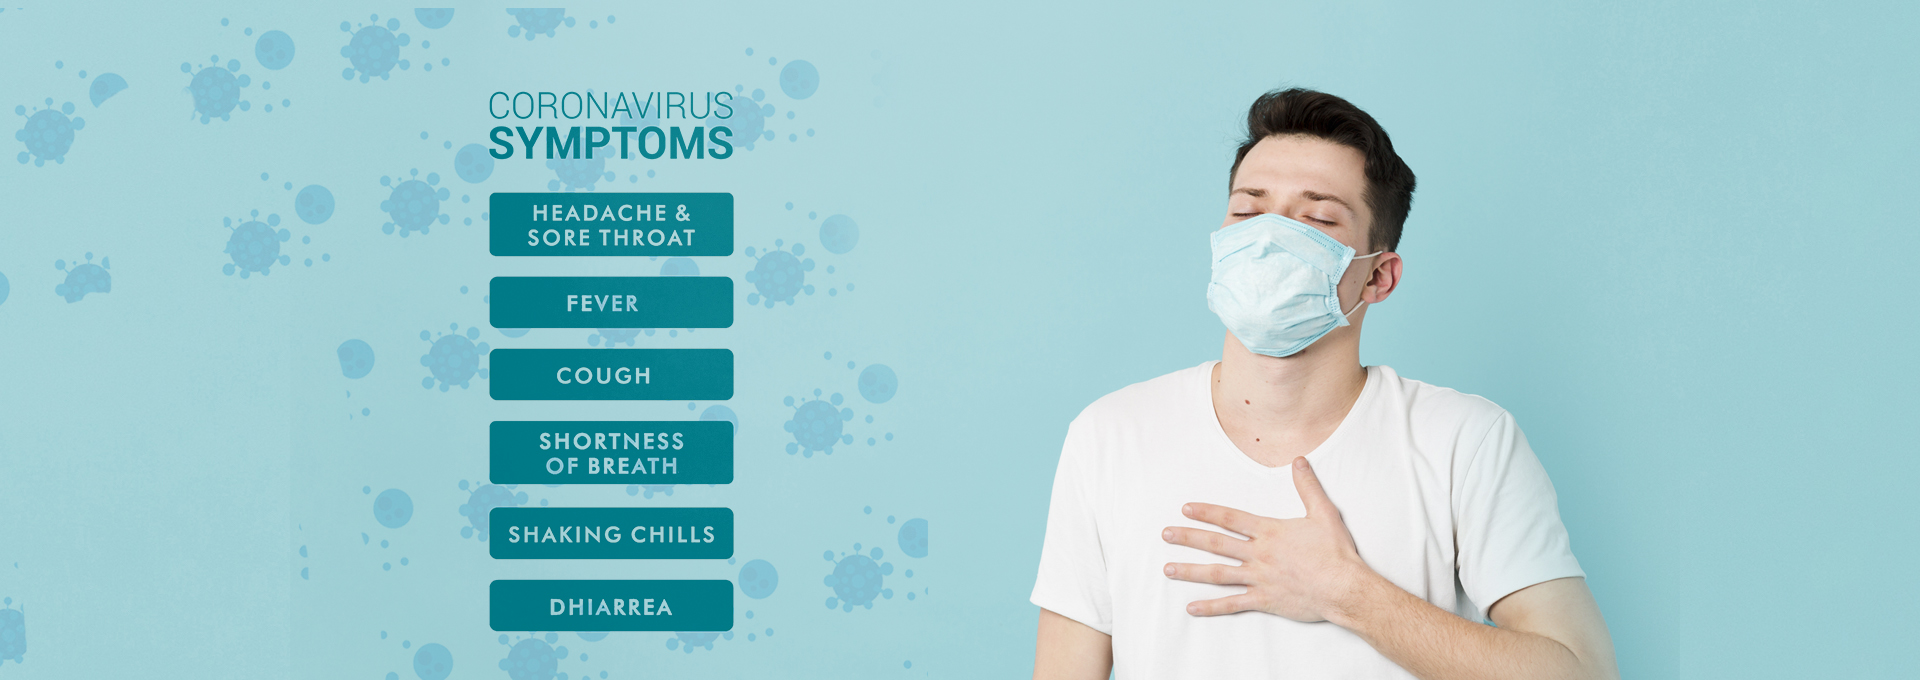 CORONAVIRUS
SYMPTOMS
HEADACHE &
SORE THROAT
FEVER
COUGH
SHORTNESS
OF BREATH
SHAKING CHILLS
DHIARREA